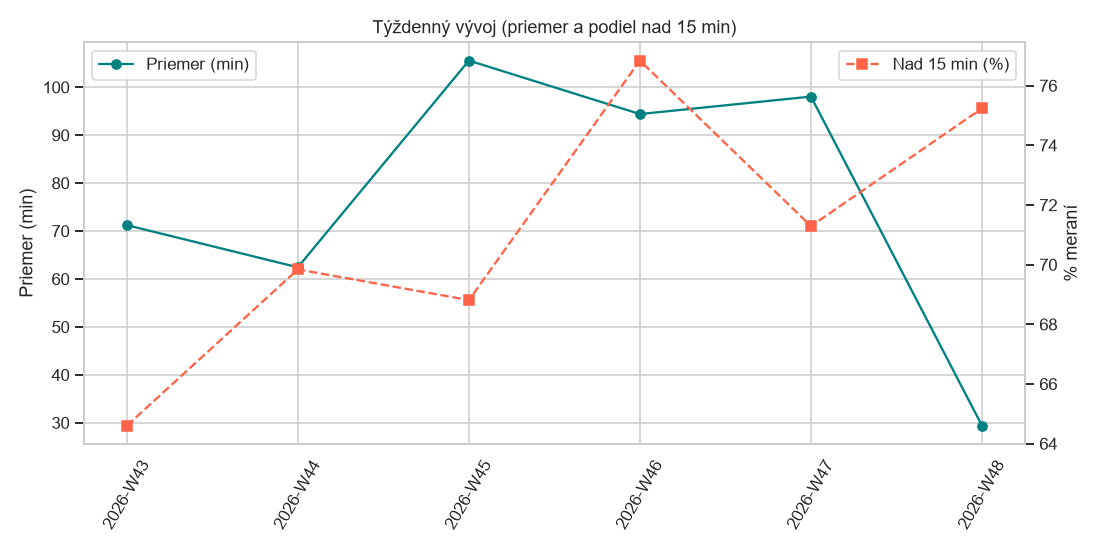 Týždenný vývoj (priemer a podiel nad 15 min)
Priemer (min)
Nad 15 min (%)
Priemer (min)
100
90
80
70
60
50
40
30
76
74
72
70
68
66
64
% meraní
2026-W43
2026-W44
2026-W45
2026-W46
2026-W47
2026-W48